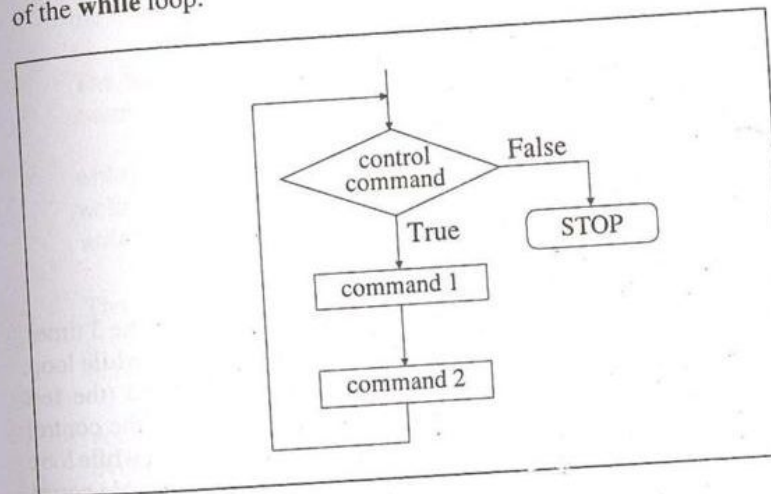 of the while loop.
control
command
False
STOP
True
command 1
command 2